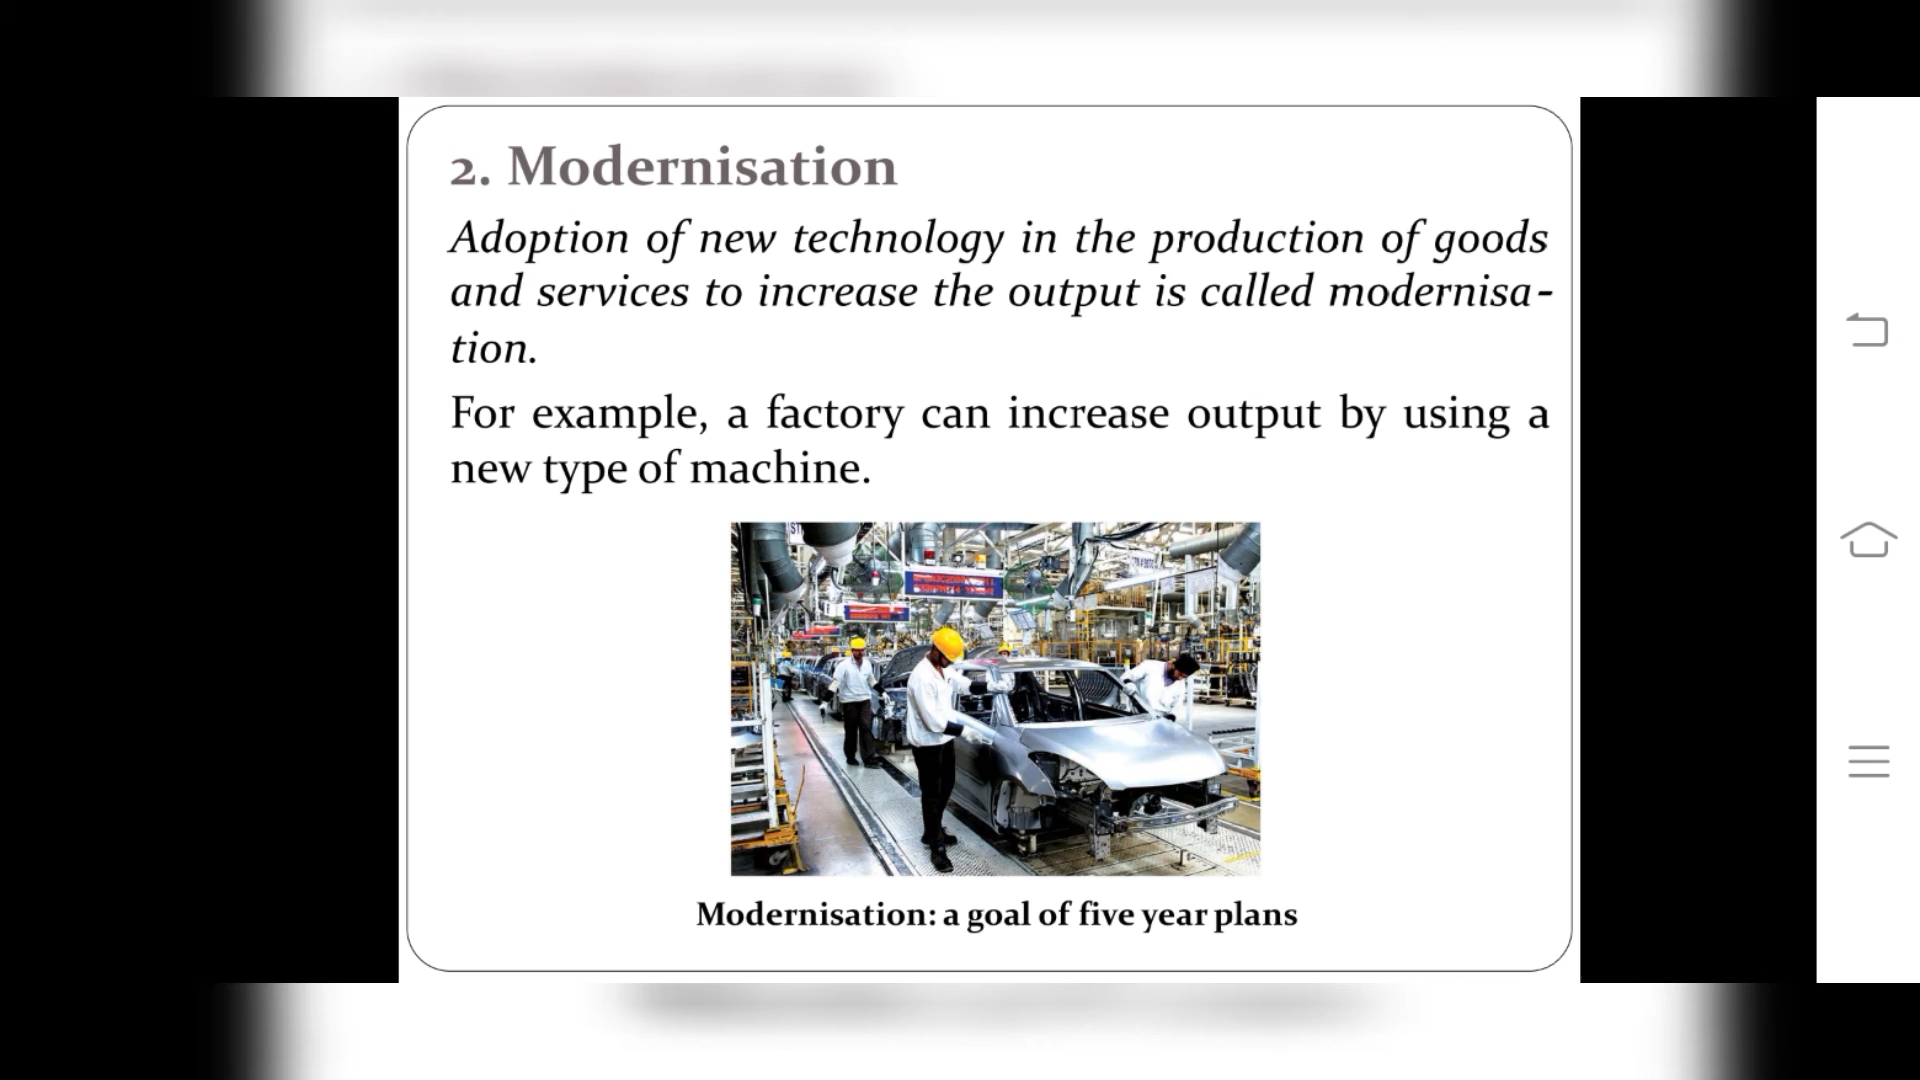 2. Modernisation
Adoption of new technology in the production of goods
and services to increase the output is called modernisa-
tion.
For example, a factory can increase output by using a
new type of machine.
Modernisation: a goal of five year plans